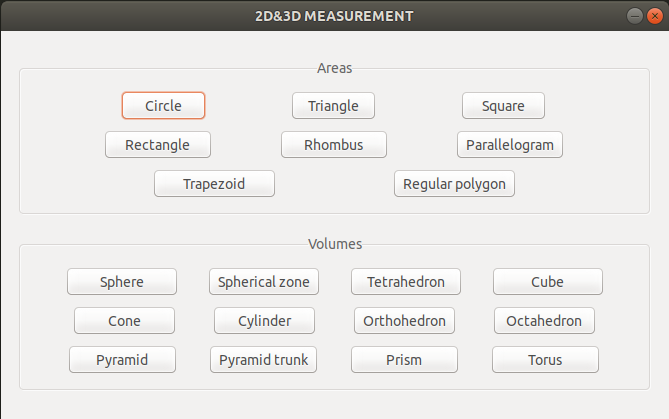 2D&3D MEASUREMENT
Areas
Circle Triangle Square
Rectangle Rhombus Parallelogram
Trapezoid Regular polygon
Volumes
Sphere Spherical zone Tetrahedron Cube
Cone Cylinder Orthohedron Octahedron
Pyramid Pyramid trunk Prism Torus